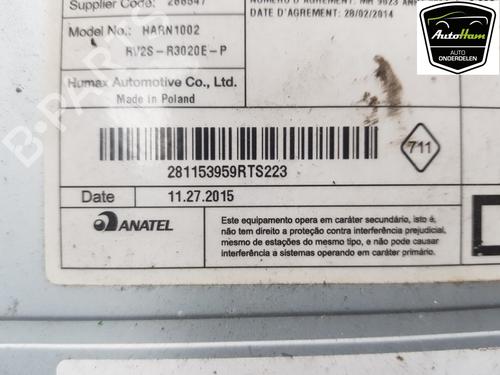 Supplier Code: 266547
DATE D'AGREMENT: 28/02/2014
Model No.: HARN1002
RV2S-R3020E-P
Humax Automotive Co., Ltd.
Made in Poland
711
281153959RTS223
Date 11.27.2015
ANATEL
Este equipamento opera em caráter secundário, isto é,
não tem direito a proteção contra interferência prejudicial,
mesmo de estações do mesmo tipo, e não pode causar
interferência a sistemas operando em caráter primário.
AutoHam
AUTO
ONDERDELEN
B-PARTS